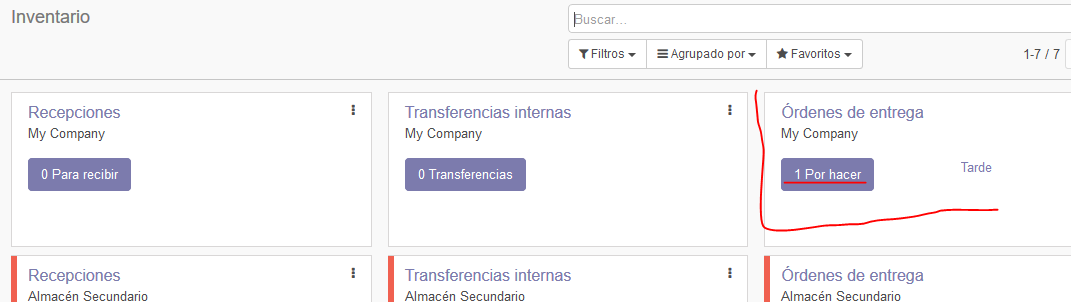 Inventario
Buscar...
Filtros Agrupado por Favoritos 1-7 / 7
Recepciones
My Company
0 Para recibir
Transferencias internas
My Company
0 Transferencias
Órdenes de entrega
My Company
1 Por hacer Tarde
Recepciones
Almacén Secundario
Transferencias internas
Almacén Secundario
Órdenes de entrega
Almacén Secundario